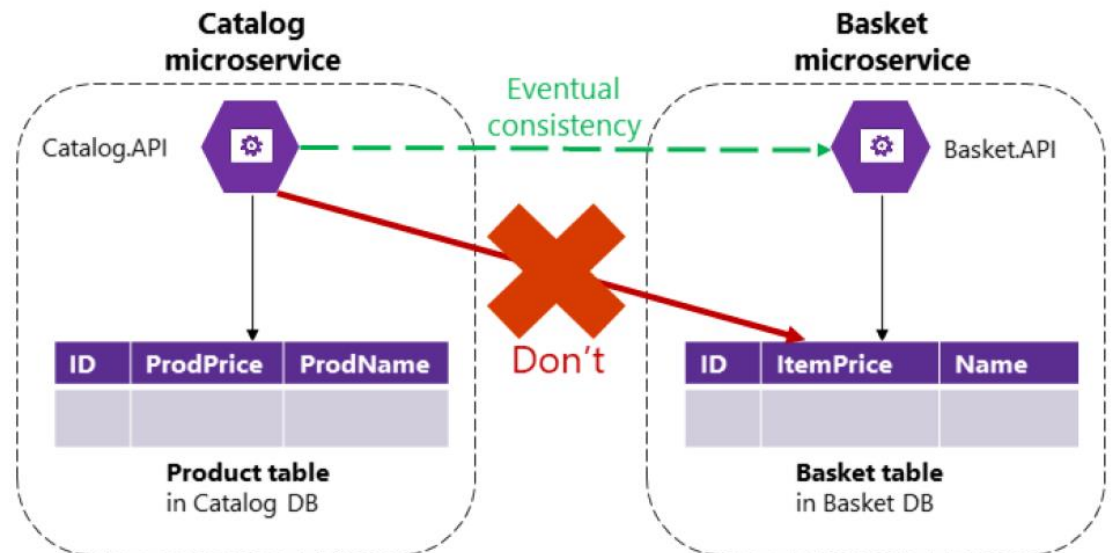 Catalog
microservice
Basket
microservice
Eventual
consistency
Catalog.API
Basket.API
Don't
ID ProdPrice ProdName
ID ItemPrice Name
Product table
in Catalog DB
Basket table
in Basket DB